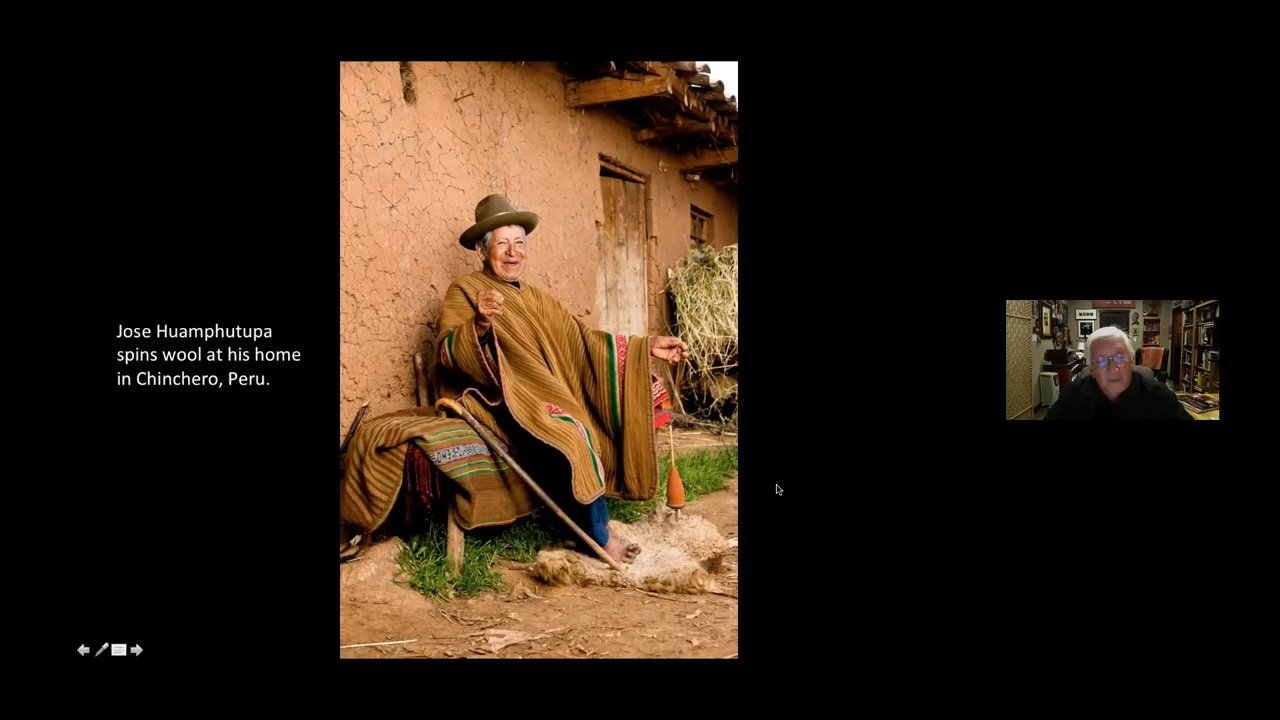 Jose Huamphutupa
spins wool at his home
in Chinchero, Peru.